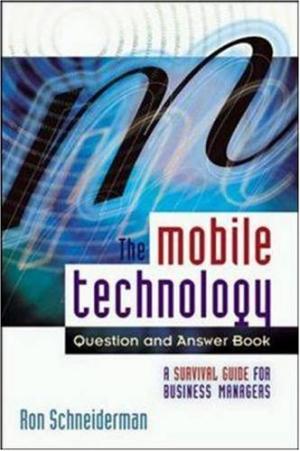 m
The mobile
technology
Question and Answer Book
A SURVIVAL GUIDE FOR
BUSINESS MANAGERS
Ron Schneiderman